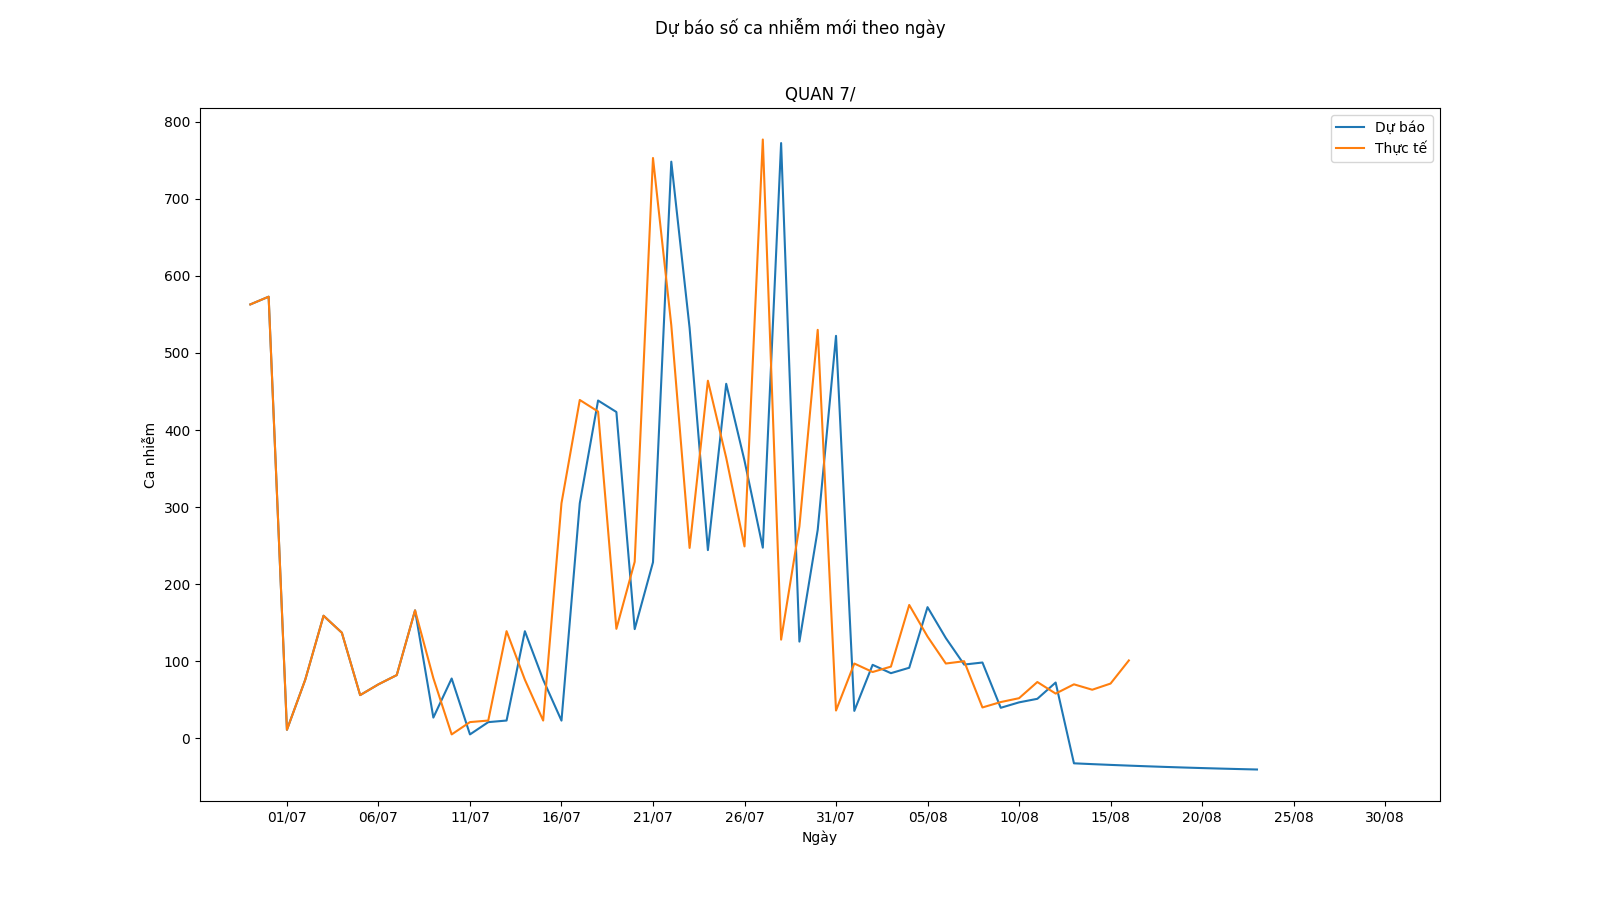 Dự báo số ca nhiễm mới theo ngày
QUAN 7/
Dự báo
Thực tế
800
700
600
500
400
300
200
100
0
Ca nhiễm
01/07 06/07 11/07 16/07 21/07 26/07 31/07 05/08 10/08 15/08 20/08 25/08 30/08
Ngày